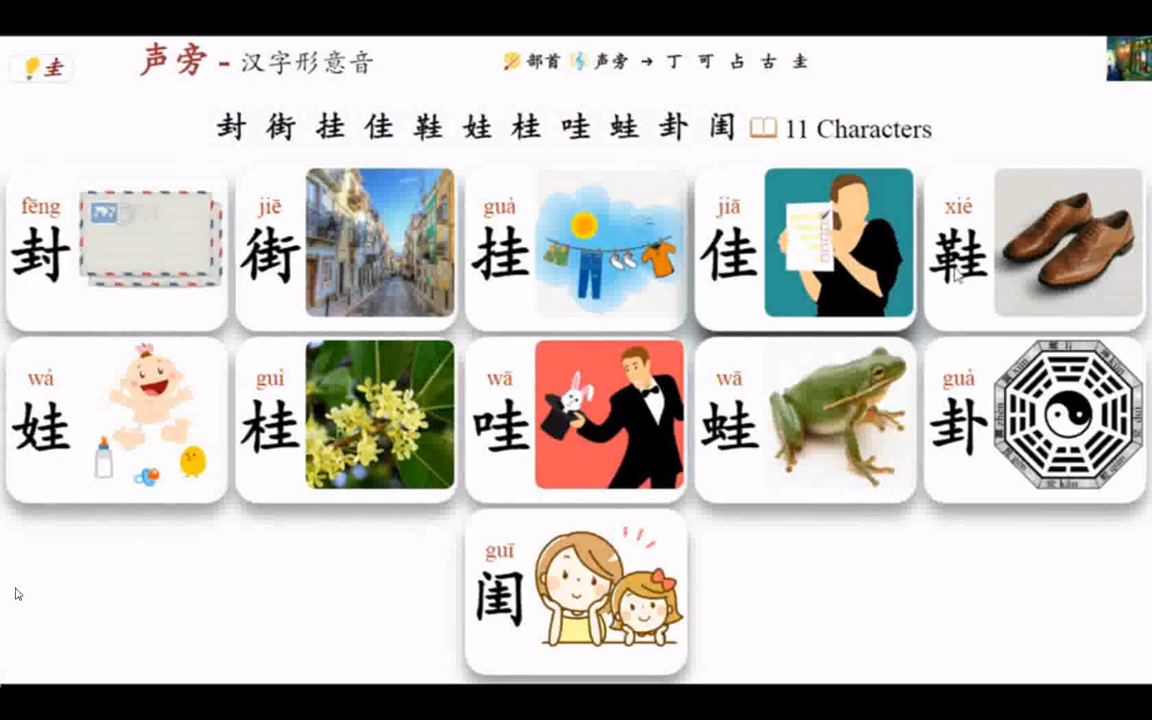 圭
声旁 - 汉字形意音
部首 声旁 → 丁 可 占 古 圭
封 街 挂 佳 鞋 娃 桂 哇 蛙 卦 闺 11 Characters
fēng
封
jiē
街
guà
挂
jiā
佳
xié
鞋
wá
娃
guì
桂
wā
哇
wā
蛙
guà
卦
guī
闺